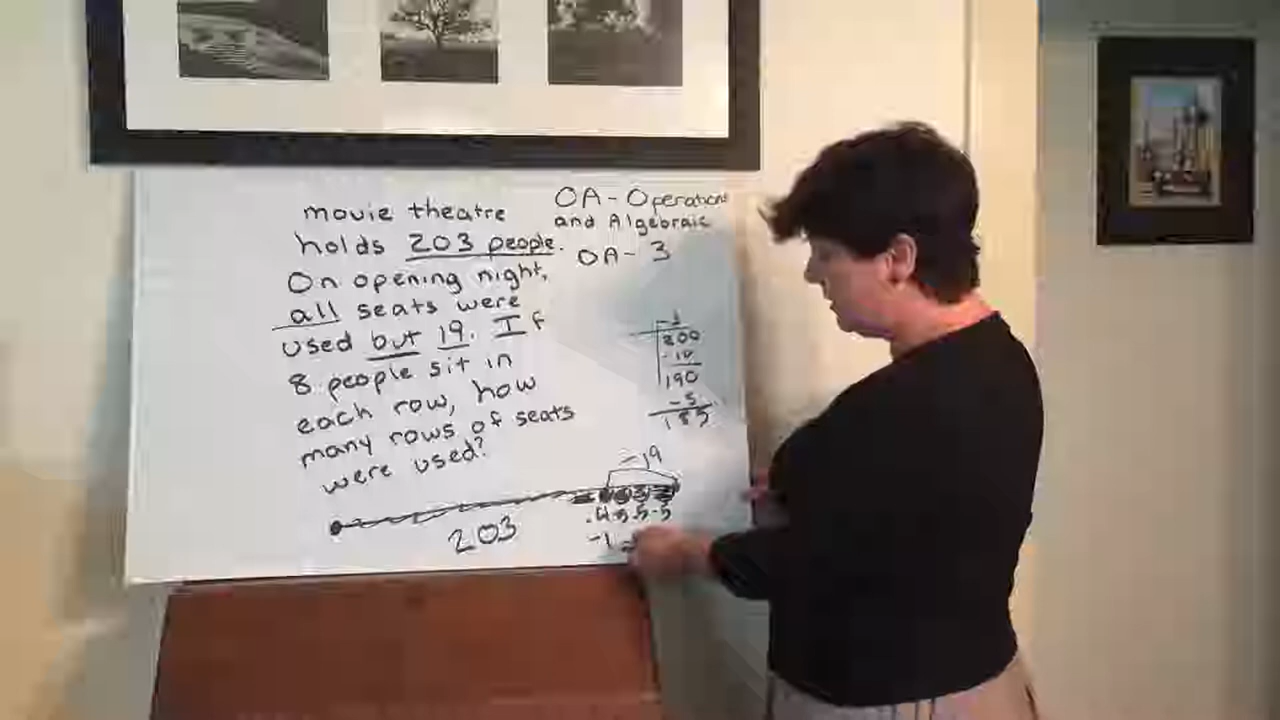 movie theatre
holds 203 people.
On opening night,
all seats were
used but 19. If
8 people sit in
each row, how
many rows of seats
were used?
OA - Operations
and Algebraic
OA - 3
200
-10
190
-5
185
-19
203